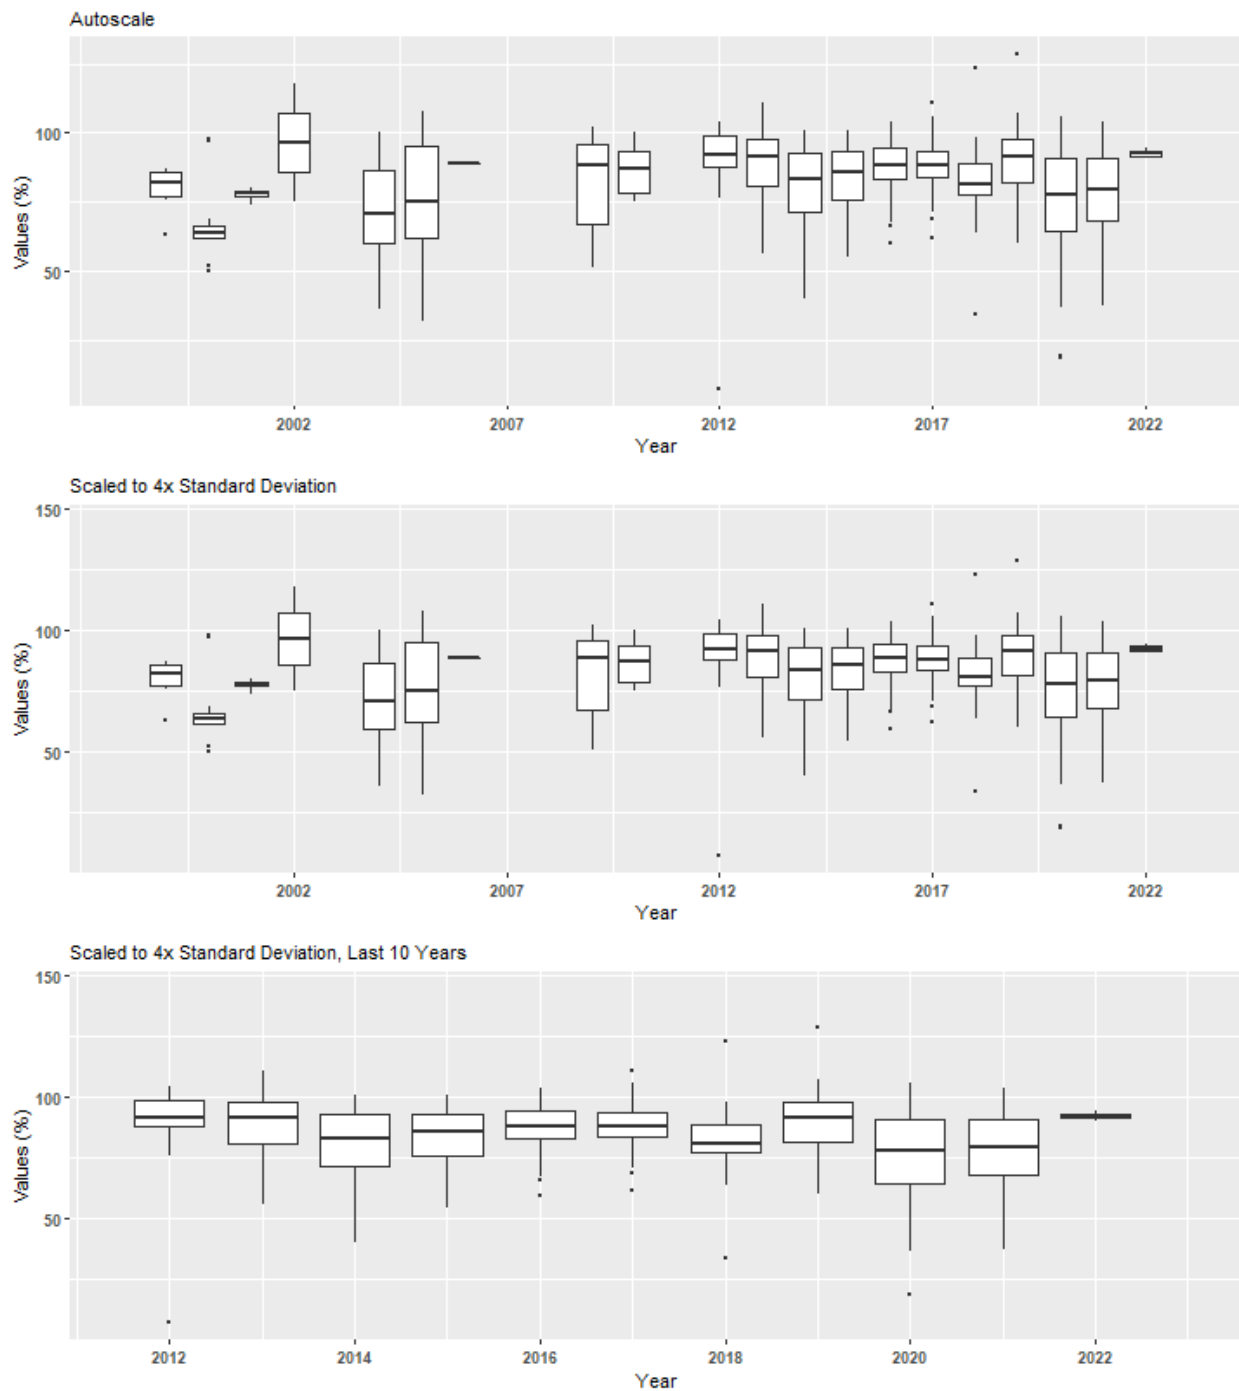 Autoscale
100
50
Values (%)
2002 2007 2012 2017 2022
Year
Scaled to 4x Standard Deviation
150
100
50
Values (%)
2002 2007 2012 2017 2022
Year
Scaled to 4x Standard Deviation, Last 10 Years
150
100
50
Values (%)
2012 2014 2016 2018 2020 2022
Year